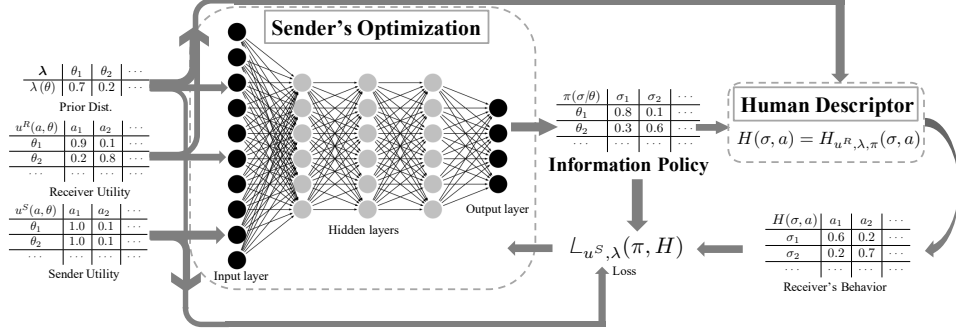 Sender's Optimization
λ θ₁ θ₂ ···
λ(θ) 0.7 0.2 ···
Prior Dist.
u^R(a,θ) a₁ a₂ ···
θ₁ 0.9 0.1 ···
θ₂ 0.2 0.8 ···
··· ··· ··· ···
Receiver Utility
u^S(a,θ) a₁ a₂ ···
θ₁ 1.0 0.1 ···
θ₂ 1.0 0.1 ···
··· ··· ··· ···
Sender Utility
Input layer
Hidden layers
Output layer
π(σ/θ) σ₁ σ₂ ···
θ₁ 0.8 0.1 ···
θ₂ 0.3 0.6 ···
··· ··· ··· ···
Information Policy
Human Descriptor
H(σ, a) = H_{u^R,λ,π}(σ, a)
L_{u^S,λ}(π, H)
Loss
H(σ,a) a₁ a₂ ···
σ₁ 0.6 0.2 ···
σ₂ 0.2 0.7 ···
··· ··· ··· ···
Receiver's Behavior